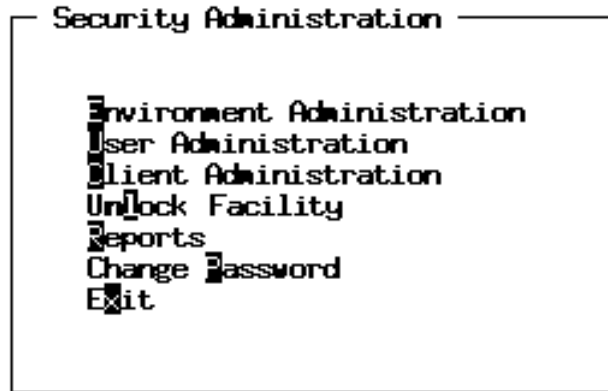 Security Administration
Environment Administration
User Administration
Client Administration
Unlock Facility
Reports
Change Password
Exit